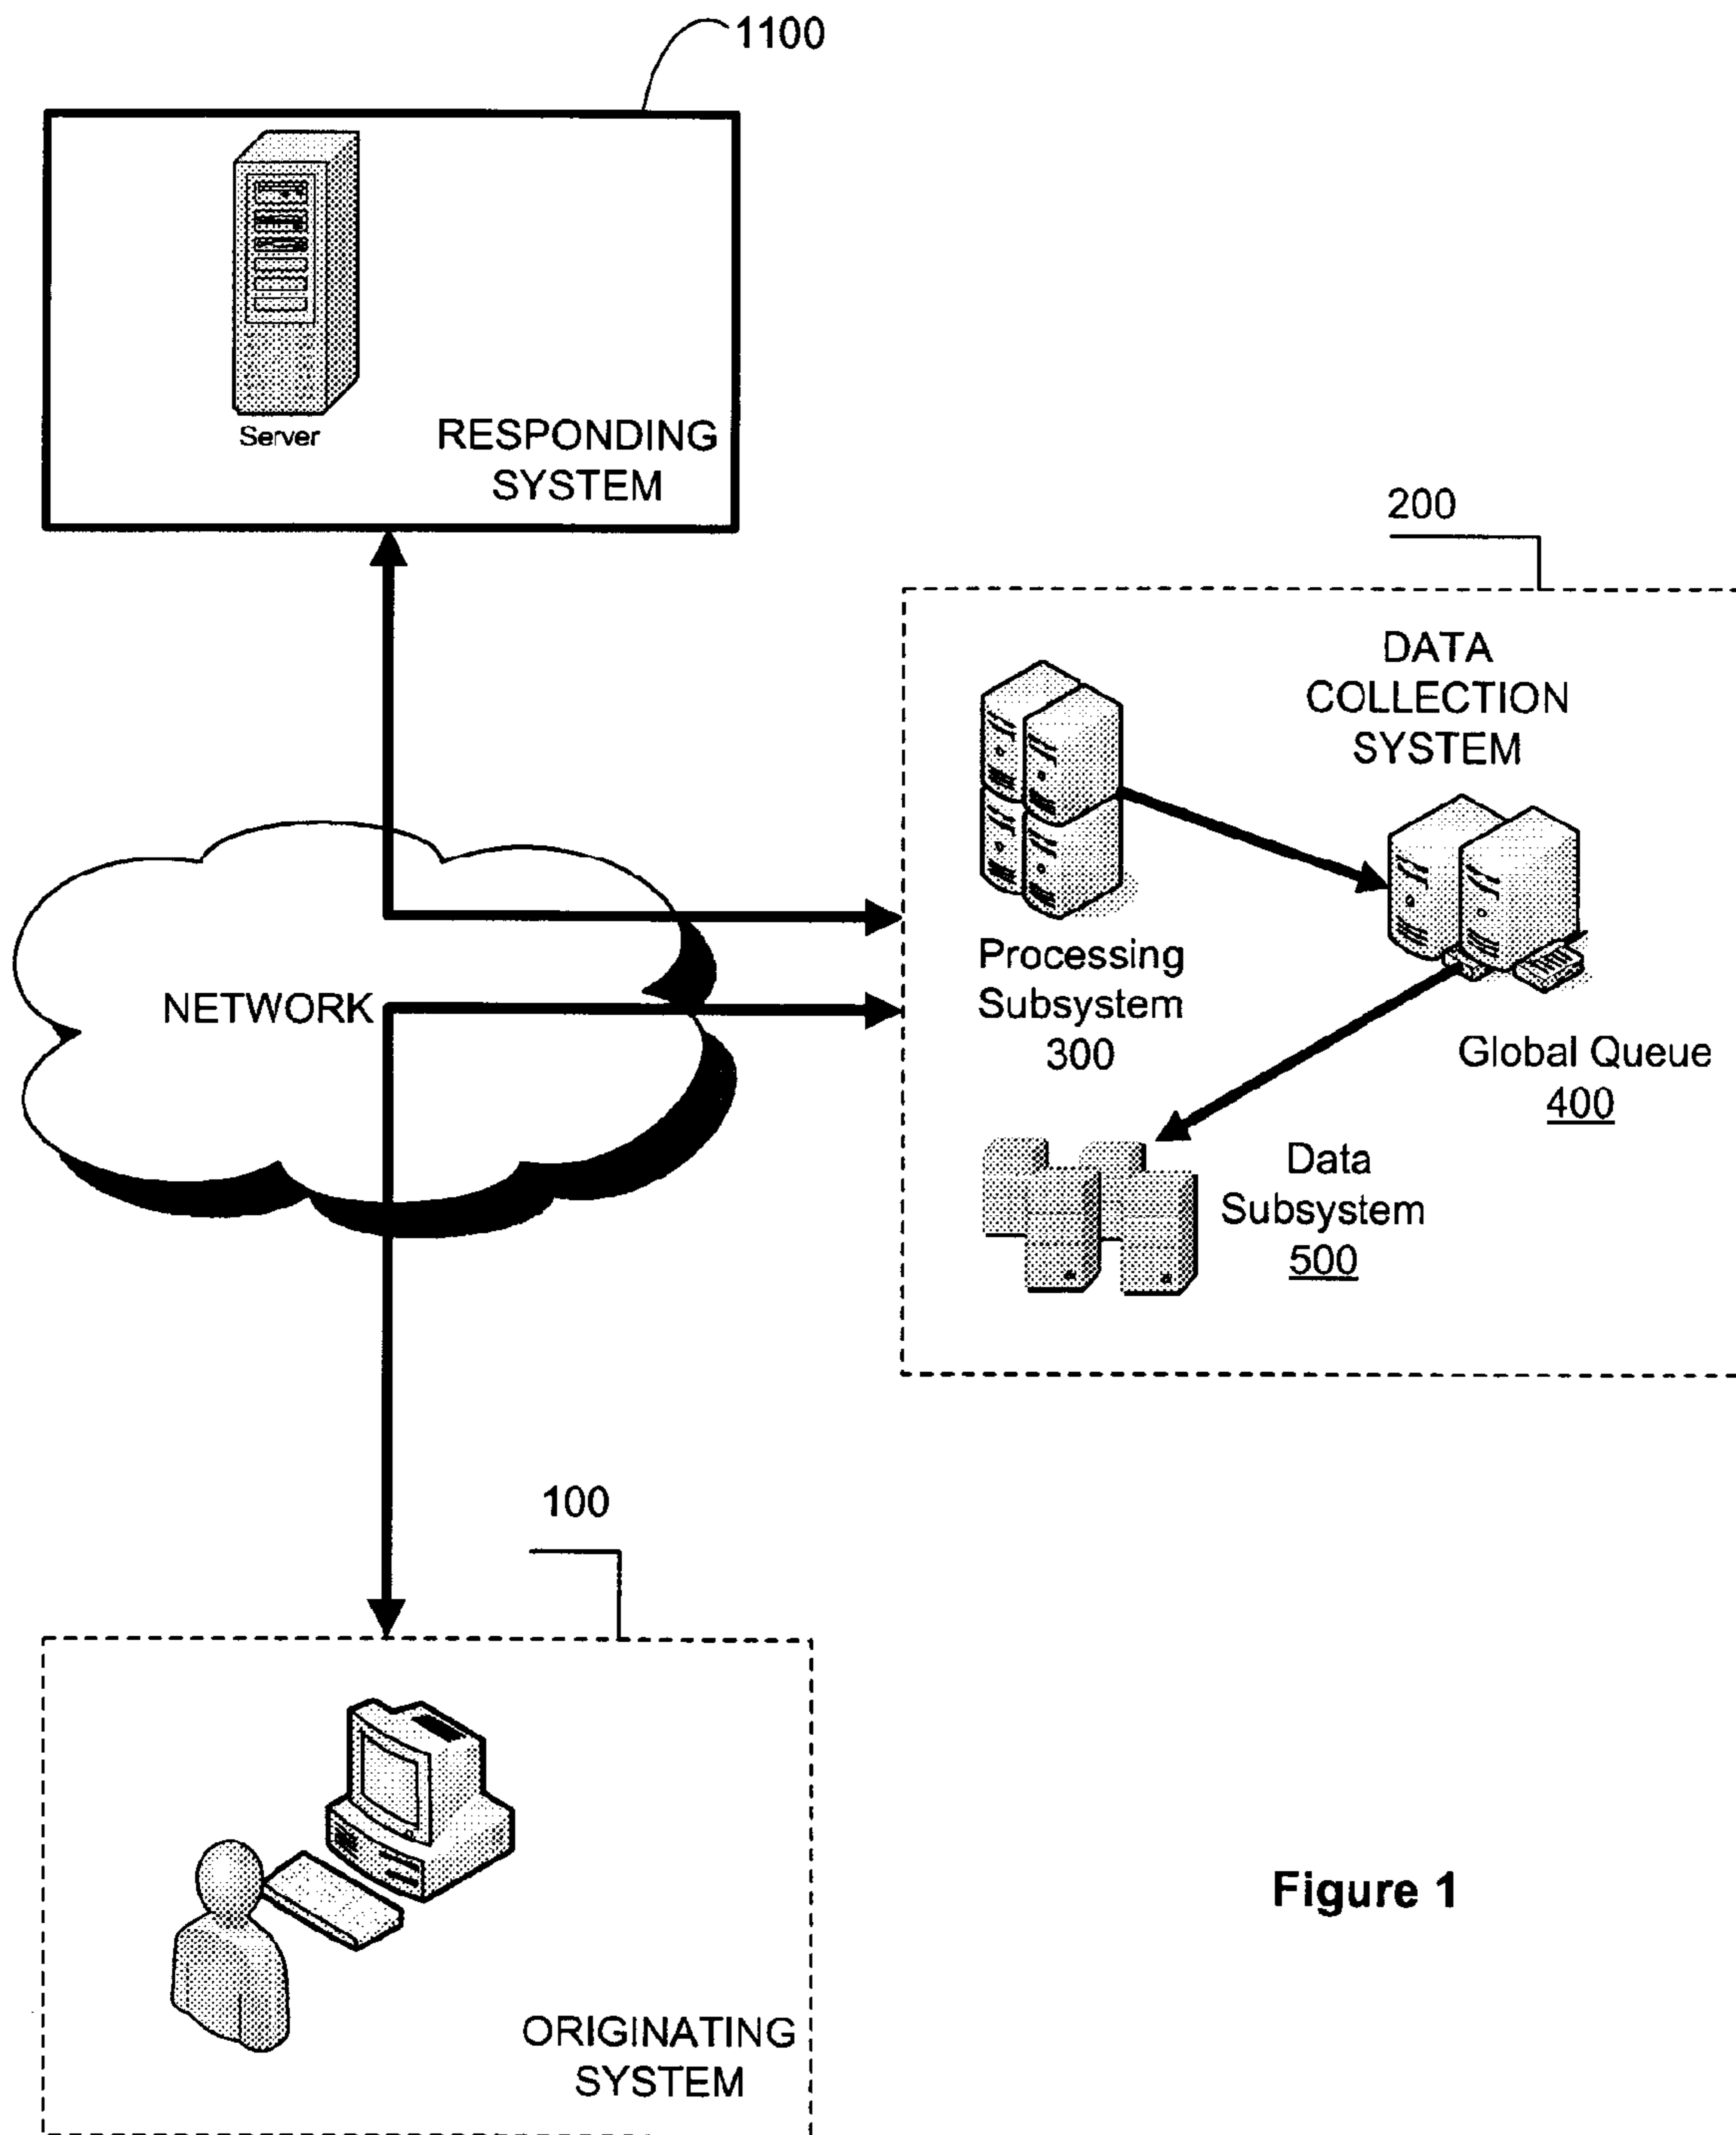 1100
Server
RESPONDING
SYSTEM
200
DATA
COLLECTION
SYSTEM
Processing
Subsystem
300
Global Queue
400
NETWORK
Data
Subsystem
500
100
ORIGINATING
SYSTEM
Figure 1